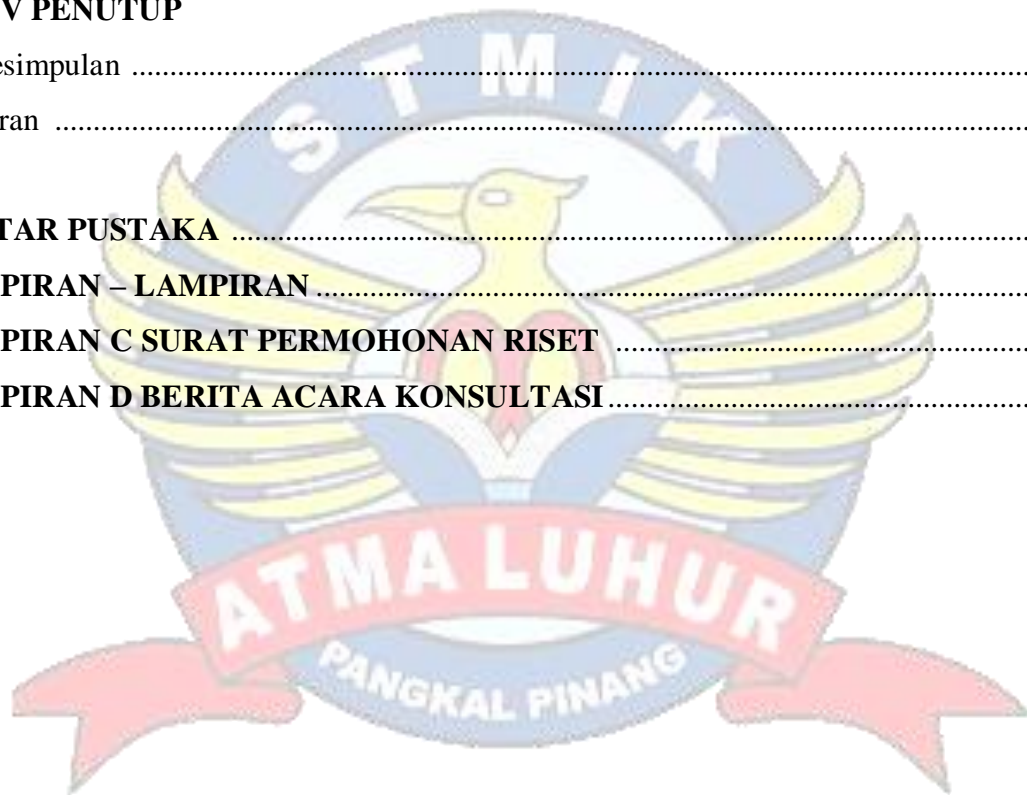 V PENUTUP
esimpulan ........................................................................
ran ........................................................................
TAR PUSTAKA ........................................................................
PIRAN – LAMPIRAN ........................................................................
PIRAN C SURAT PERMOHONAN RISET ........................................................................
PIRAN D BERITA ACARA KONSULTASI ........................................................................
STMIK
ATMA LUHUR
PANGKAL PINANG